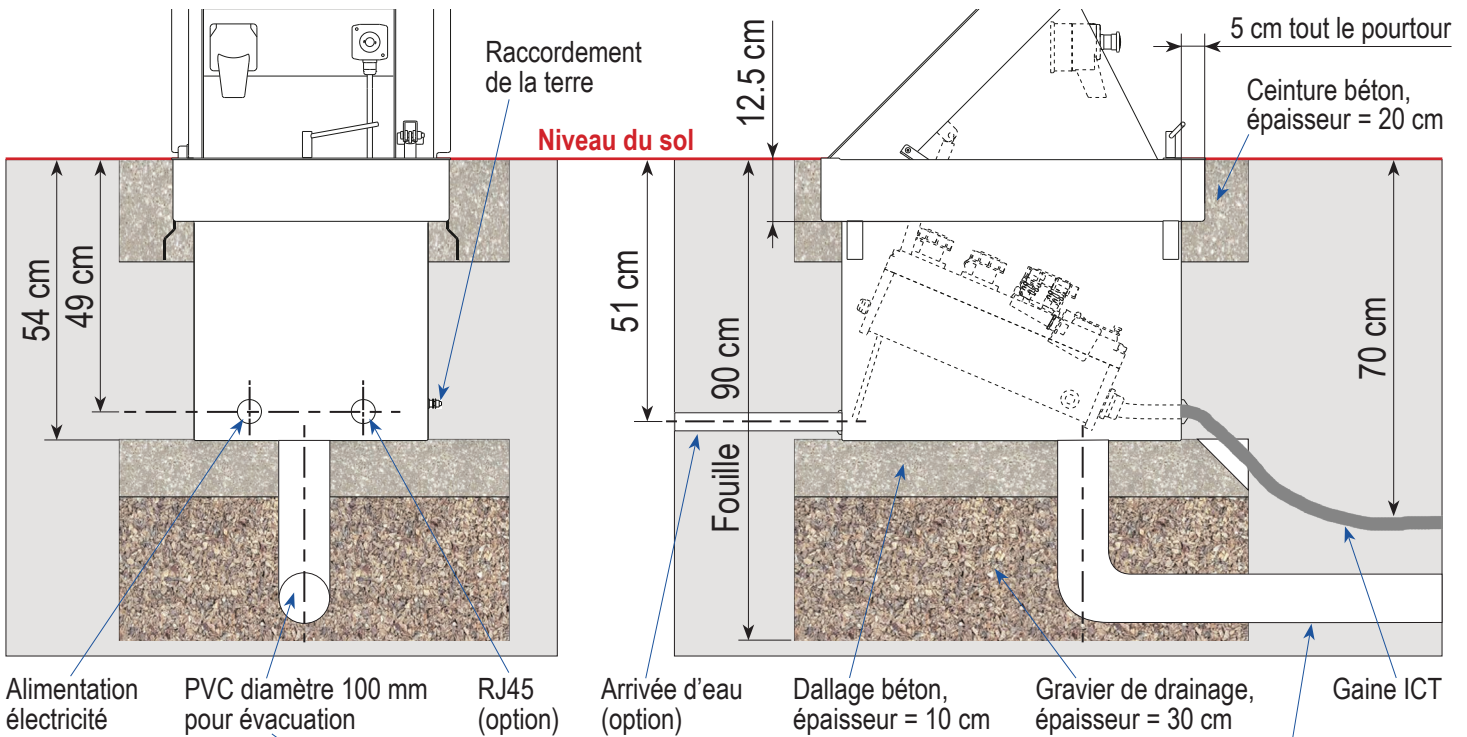 Raccordement
de la terre
Niveau du sol
12.5 cm
5 cm tout le pourtour
Ceinture béton,
épaisseur = 20 cm
54 cm
49 cm
51 cm
Fouille 90 cm
70 cm
Alimentation
électricité
PVC diamètre 100 mm
pour évacuation
RJ45
(option)
Arrivée d’eau
(option)
Dallage béton,
épaisseur = 10 cm
Gravier de drainage,
épaisseur = 30 cm
Gaine ICT